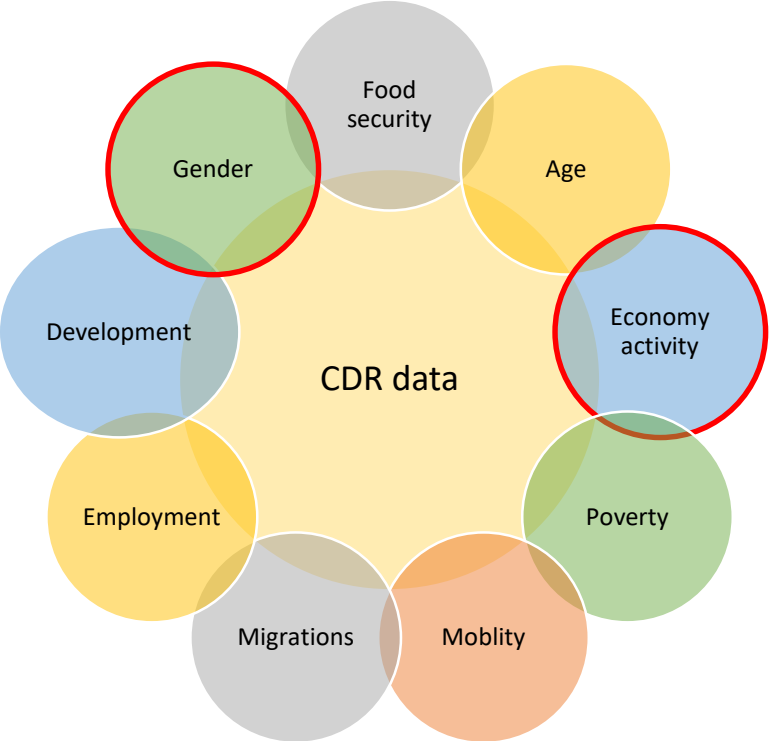 Food
security
Gender
Age
Economy
activity
Development
CDR data
Employment
Poverty
Migrations
Moblity